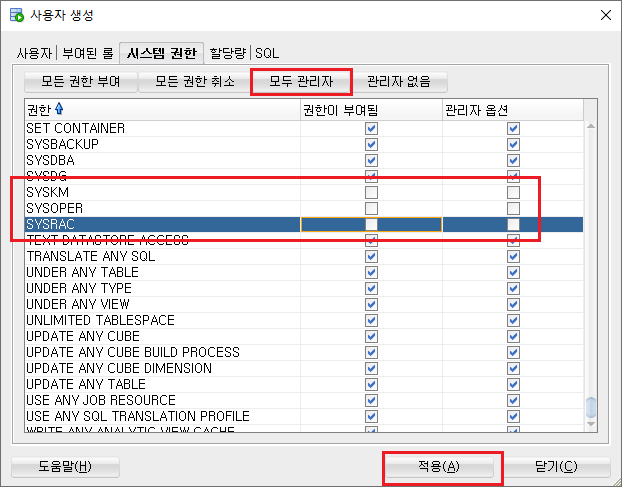 사용자 생성
사용자 부여된 롤 시스템 권한 할당량 SQL
모든 권한 부여 모든 권한 취소 모두 관리자 관리자 없음
권한 권한이 부여됨 관리자 옵션
SET CONTAINER
SYSBACKUP
SYSDBA
SYSDG
SYSKM
SYSOPER
SYSRAC
TEXT DATASTORE ACCESS
TRANSLATE ANY SQL
UNDER ANY TABLE
UNDER ANY TYPE
UNDER ANY VIEW
UNLIMITED TABLESPACE
UPDATE ANY CUBE
UPDATE ANY CUBE BUILD PROCESS
UPDATE ANY CUBE DIMENSION
UPDATE ANY TABLE
USE ANY JOB RESOURCE
USE ANY SQL TRANSLATION PROFILE
WRITE ANY ANALYTIC VIEW CACHE
도움말(H) 적용(A) 닫기(C)